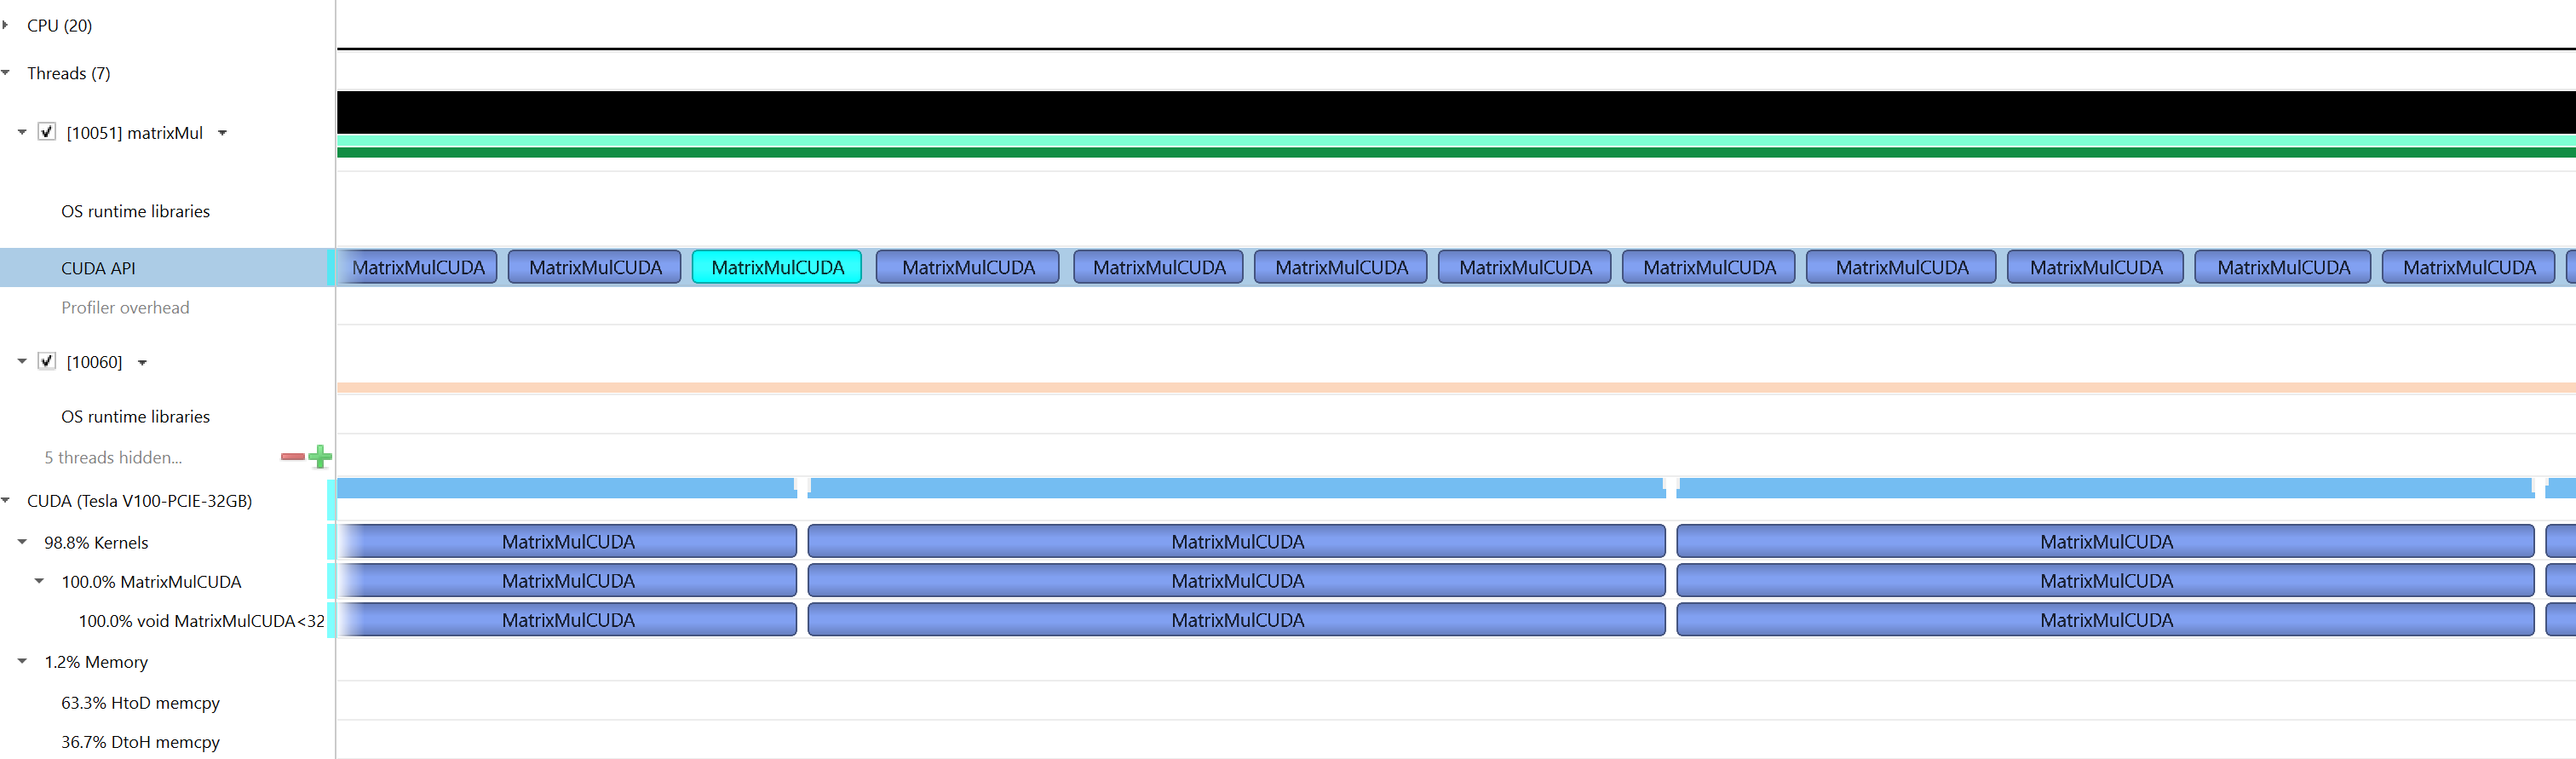 CPU (20)
Threads (7)
[10051] matrixMul
OS runtime libraries
CUDA API
MatrixMulCUDA MatrixMulCUDA MatrixMulCUDA MatrixMulCUDA MatrixMulCUDA MatrixMulCUDA MatrixMulCUDA MatrixMulCUDA MatrixMulCUDA MatrixMulCUDA MatrixMulCUDA MatrixMulCUDA
Profiler overhead
[10060]
OS runtime libraries
5 threads hidden...
CUDA (Tesla V100-PCIE-32GB)
98.8% Kernels
MatrixMulCUDA MatrixMulCUDA MatrixMulCUDA
100.0% MatrixMulCUDA
MatrixMulCUDA MatrixMulCUDA MatrixMulCUDA
100.0% void MatrixMulCUDA<32
MatrixMulCUDA MatrixMulCUDA MatrixMulCUDA
1.2% Memory
63.3% HtoD memcpy
36.7% DtoH memcpy